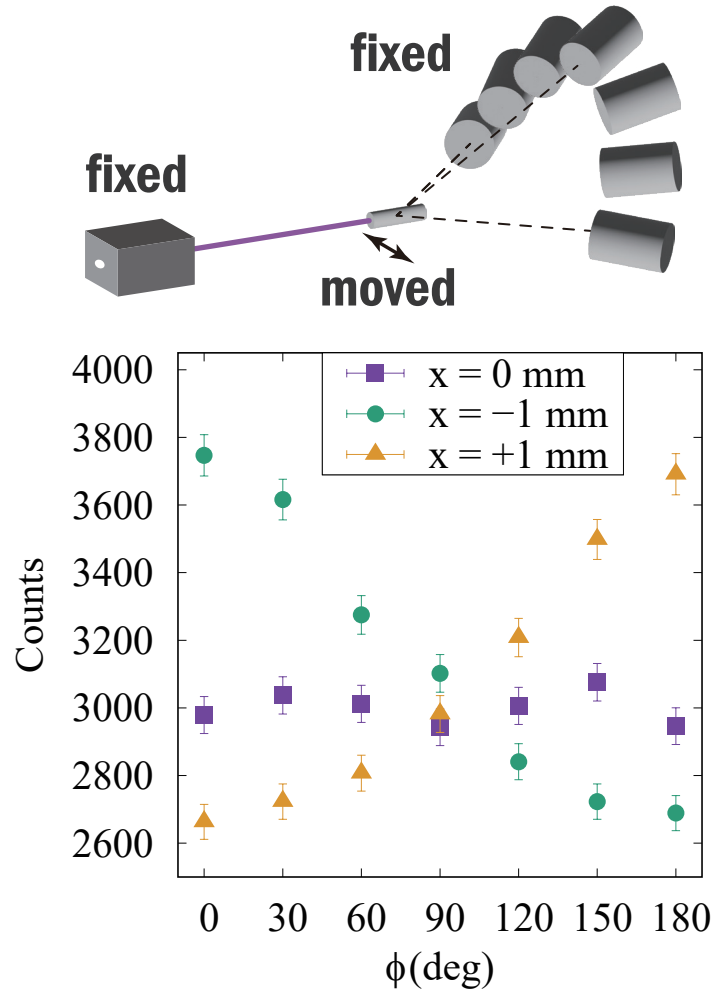 fixed
fixed
moved
x = 0 mm
x = −1 mm
x = +1 mm
4000
3800
3600
3400
3200
3000
2800
2600
Counts
0 30 60 90 120 150 180
ϕ(deg)